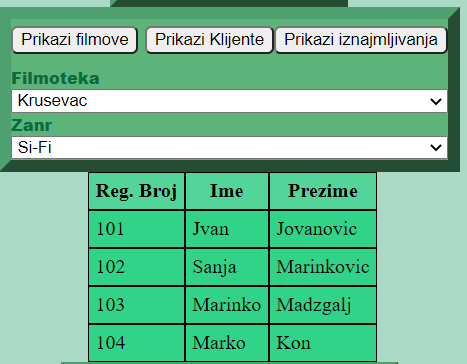 Prikazi filmove Prikazi Klijente Prikazi iznajmljivanja
Filmoteka
Krusevac
Zanr
Si-Fi
Reg. Broj Ime Prezime
101 Jvan Jovanovic
102 Sanja Marinkovic
103 Marinko Madzgalj
104 Marko Kon